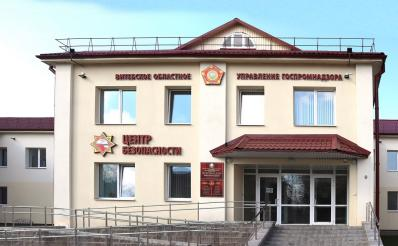 ВИТЕБСКОЕ ОБЛАСТНОЕ УПРАВЛЕНИЕ ГОСПРОМНАДЗОРА
ЦЕНТР
БЕЗОПАСНОСТИ